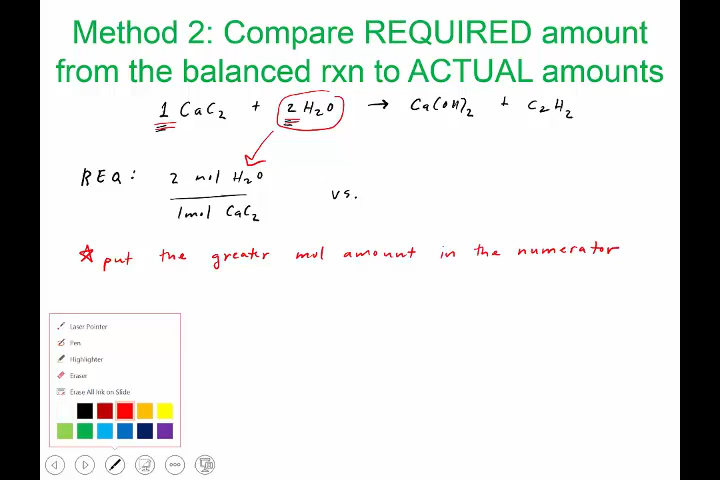 Method 2: Compare REQUIRED amount
from the balanced rxn to ACTUAL amounts
1 CaC₂ + 2 H₂O → Ca(OH)₂ + C₂H₂
REQ: 2 mol H₂O
1mol CaC₂
vs.
☆ put the greater mol amount in the numerator
Laser Pointer
Pen
Highlighter
Eraser
Erase All Ink on Slide